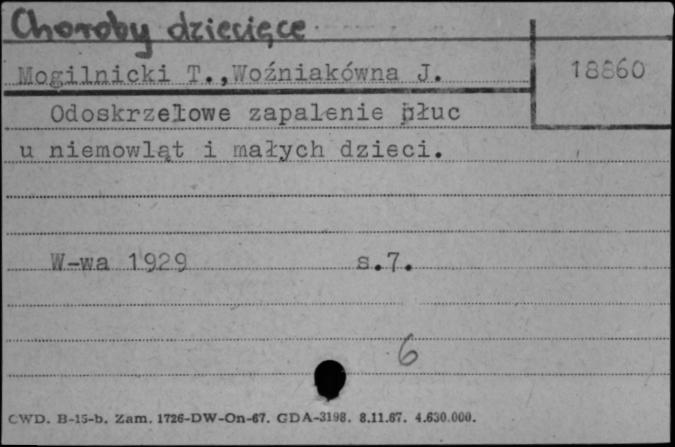 Choroby dziecięce
Mogilnicki T.,Woźniakówna J.
18860
Odoskrzelowe zapalenie płuc
u niemowląt i małych dzieci.
W-wa 1929 s.7.
6
CWD. B-15-b. Zam. 1726-DW-On-67. GDA-3198. 8.11.67. 4.630.000.